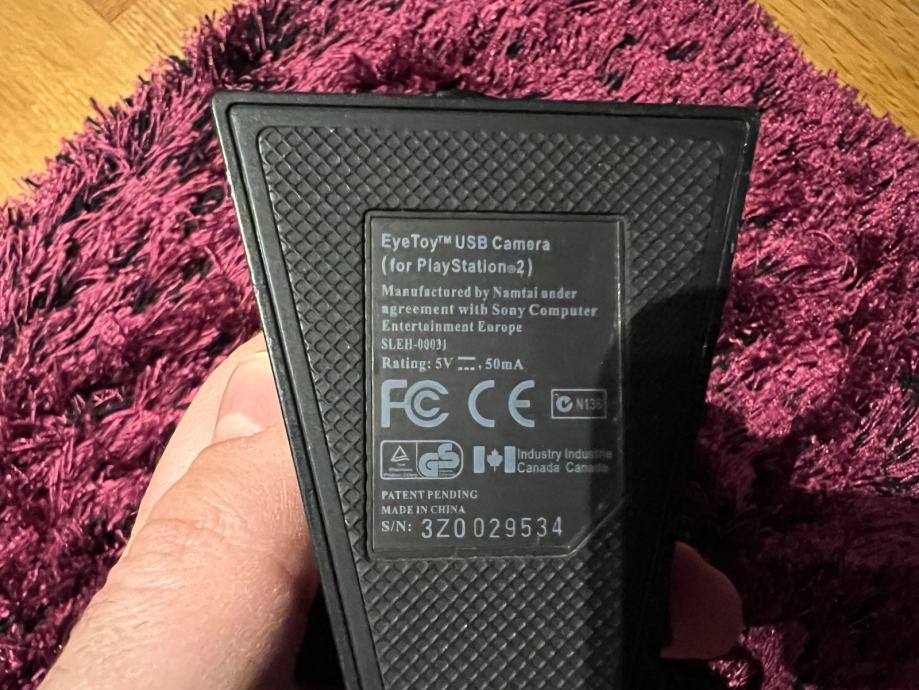 EyeToy™ USB Camera
(for PlayStation®2)
Manufactured by Namtai under
agreement with Sony Computer
Entertainment Europe
SLEH-00031
Rating: 5V ⎓, 50mA
FC CE N136
GS Industry Industrie
Canada Canada
PATENT PENDING
MADE IN CHINA
S/N: 3Z0029534